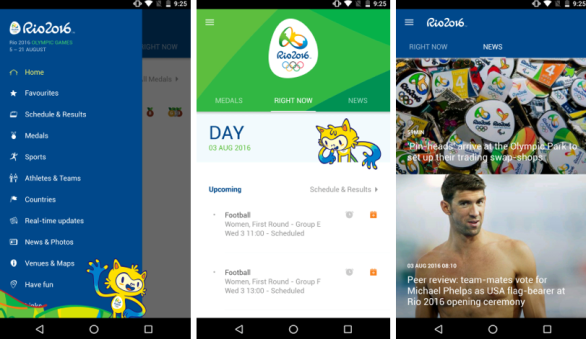 9:25
Rio2016
Rio 2016 OLYMPIC GAMES
5 – 21 AUGUST
RIGHT NOW
Medals
Home
Favourites
Schedule & Results
Medals
Sports
Athletes & Teams
Countries
Real-time updates
News & Photos
Venues & Maps
Have fun
9:25
Rio2016
MEDALS
RIGHT NOW
NEWS
DAY
03 AUG 2016
Upcoming
Schedule & Results
Football
Women, First Round - Group E
Wed 3 11:00 - Scheduled
Football
Women, First Round - Group F
Wed 3 13:00 - Scheduled
9:25
Rio2016
RIGHT NOW
NEWS
51MIN
'Pin-heads' arrive at the Olympic Park to
set up their trading swap-shops
03 AUG 2016 08:10
Peer review: team-mates vote for
Michael Phelps as USA flag-bearer at
Rio 2016 opening ceremony